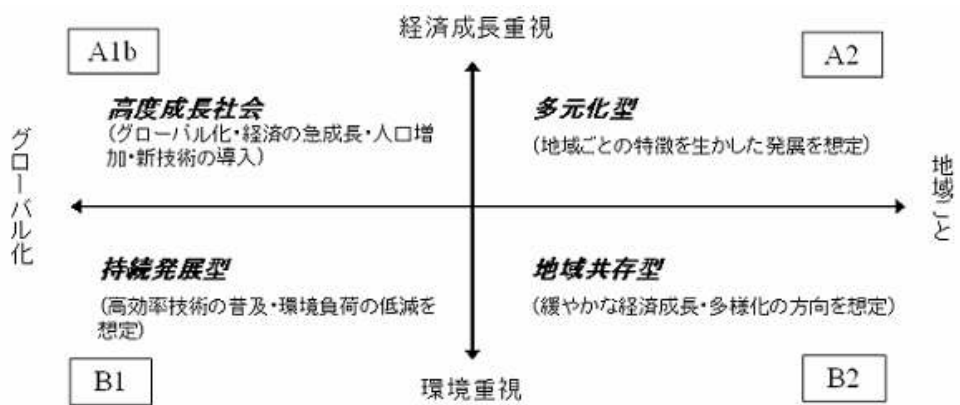 経済成長重視
A1b
A2
高度成長社会
(グローバル化・経済の急成長・人口増
加・新技術の導入)
多元化型
(地域ごとの特徴を生かした発展を想定)
グローバル化
地域ごと
持続発展型
(高効率技術の普及・環境負荷の低減を
想定)
地域共存型
(緩やかな経済成長・多様化の方向を想定)
B1
環境重視
B2